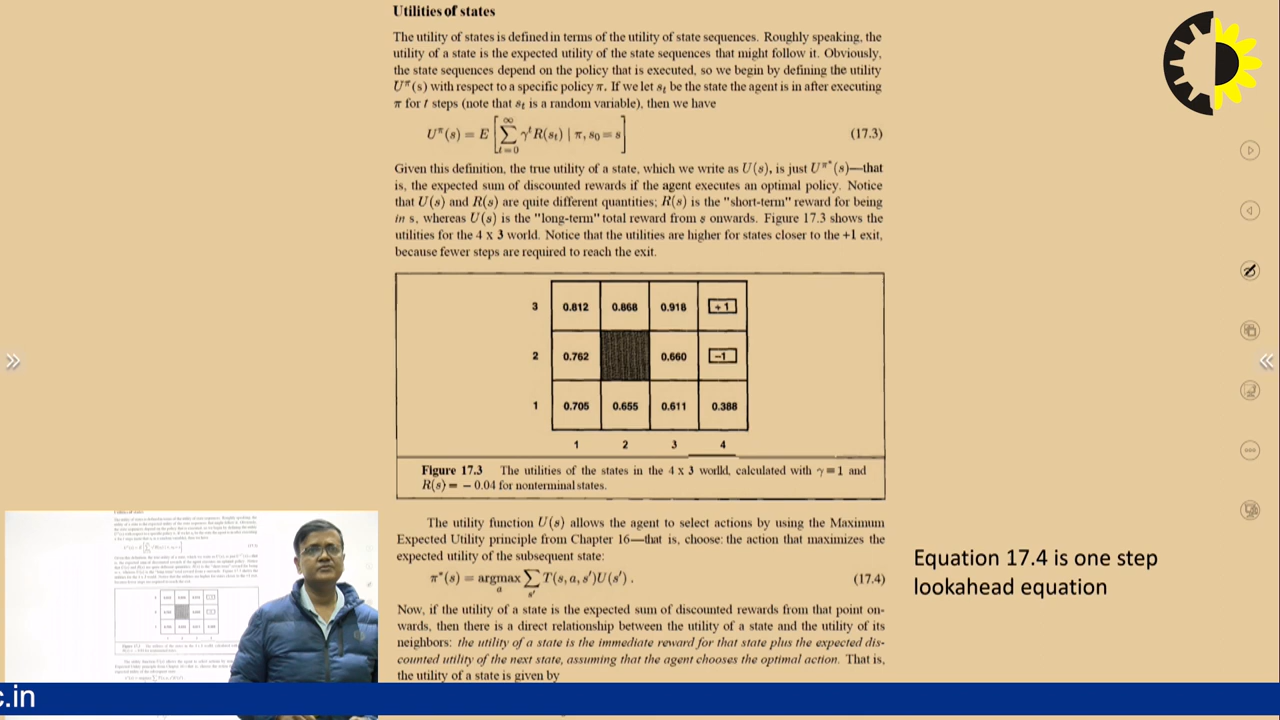 Utilities of states
The utility of states is defined in terms of the utility of state sequences. Roughly speaking, the
utility of a state is the expected utility of the state sequences that might follow it. Obviously,
the state sequences depend on the policy that is executed, so we begin by defining the utility
U^π(s) with respect to a specific policy π. If we let s_t be the state the agent is in after executing
π for t steps (note that s_t is a random variable), then we have
U^π(s) = E [ ∑_{t=0}^{∞} γ^t R(s_t) | π, s_0 = s ] (17.3)
Given this definition, the true utility of a state, which we write as U(s), is just U^{π*}(s)—that
is, the expected sum of discounted rewards if the agent executes an optimal policy. Notice
that U(s) and R(s) are quite different quantities; R(s) is the "short-term" reward for being
in s, whereas U(s) is the "long-term" total reward from s onwards. Figure 17.3 shows the
utilities for the 4 x 3 world. Notice that the utilities are higher for states closer to the +1 exit,
because fewer steps are required to reach the exit.
3 0.812 0.868 0.918 +1
2 0.762 0.660 –1
1 0.705 0.655 0.611 0.388
1 2 3 4
Figure 17.3 The utilities of the states in the 4 x 3 worlld, calculated with γ = 1 and
R(s) = – 0.04 for nonterminal states.
The utility function U(s) allows the agent to select actions by using the Maximum
Expected Utility principle from Chapter 16—that is, choose: the action that maximizes the
expected utility of the subsequent state:
π*(s) = argmax_a ∑_{s'} T(s, a, s')U(s') . (17.4)
Now, if the utility of a state is the expected sum of discounted rewards from that point on-
wards, then there is a direct relationship between the utility of a state and the utility of its
neighbors: the utility of a state is the immediate reward for that state plus the expected dis-
counted utility of the next state, assuming that the agent chooses the optimal action. That is,
the utility of a state is given by
Equation 17.4 is one step
lookahead equation
c.in